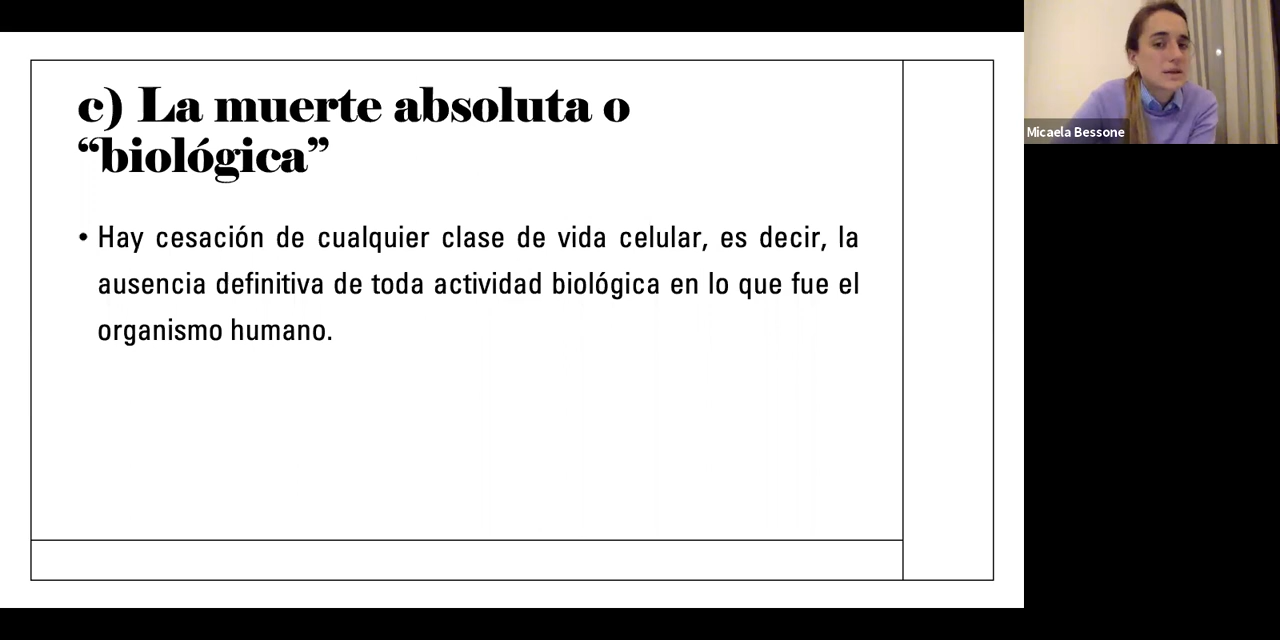 c) La muerte absoluta o
“biológica”
• Hay cesación de cualquier clase de vida celular, es decir, la
ausencia definitiva de toda actividad biológica en lo que fue el
organismo humano.
Micaela Bessone